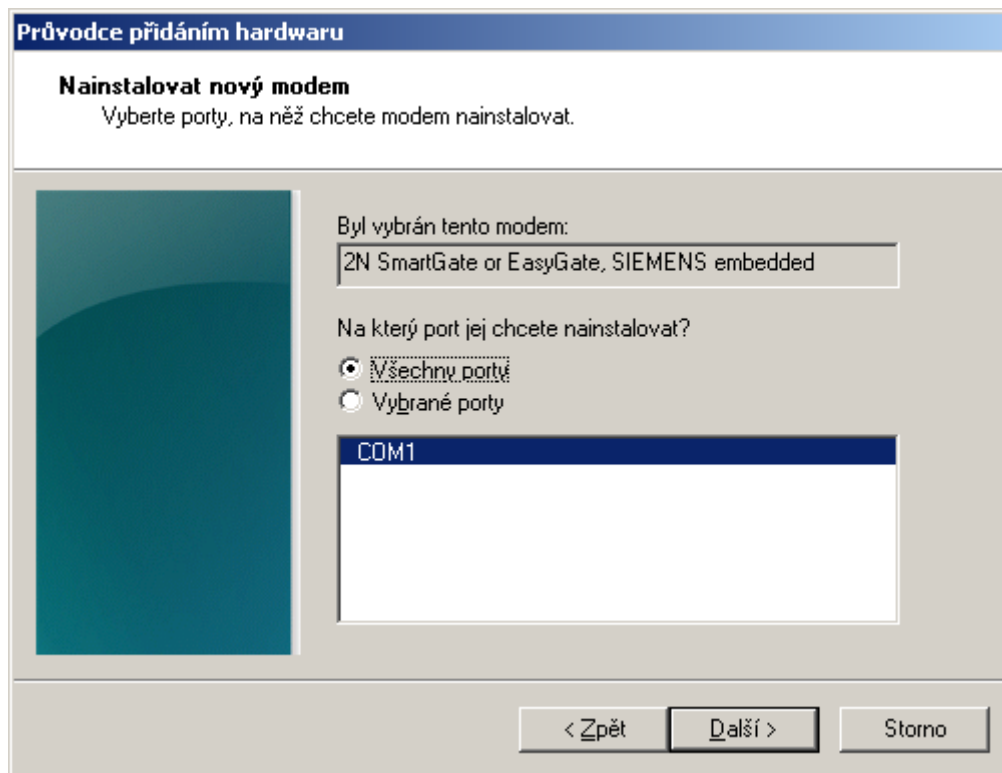 Průvodce přidáním hardwaru
Nainstalovat nový modem
Vyberte porty, na něž chcete modem nainstalovat.
Byl vybrán tento modem:
2N SmartGate or EasyGate, SIEMENS embedded
Na který port jej chcete nainstalovat?
Všechny porty
Vybrané porty
COM1
< Zpět
Další >
Storno